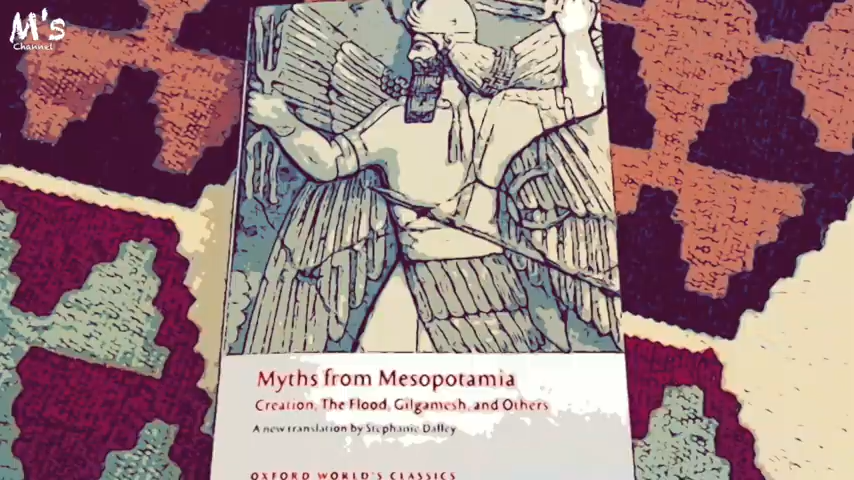 M's
Channel
Myths from Mesopotamia
Creation, The Flood, Gilgamesh, and Others
A new translation by Stephanie Dalley
OXFORD WORLD'S CLASSICS